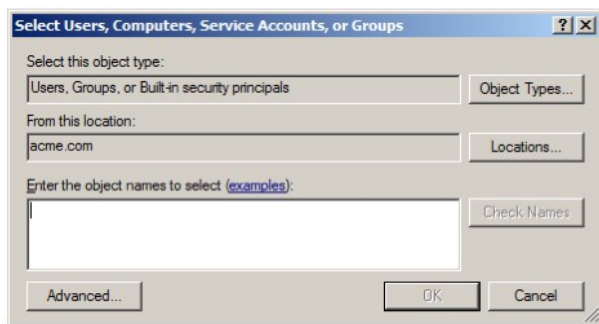 Select Users, Computers, Service Accounts, or Groups
Select this object type:
Users, Groups, or Built-in security principals
Object Types...
From this location:
acme.com
Locations...
Enter the object names to select (examples):
Check Names
Advanced...
OK
Cancel